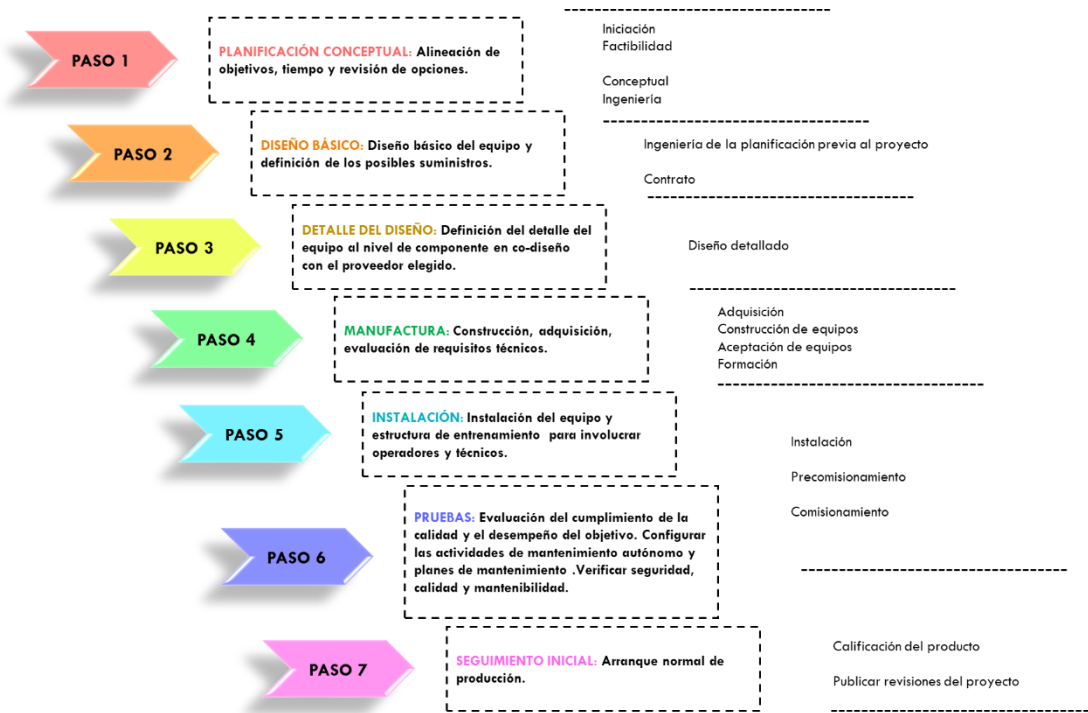 PASO 1
PLANIFICACIÓN CONCEPTUAL: Alineación de
objetivos, tiempo y revisión de opciones.
Iniciación
Factibilidad
Conceptual
Ingeniería
PASO 2
DISEÑO BÁSICO: Diseño básico del equipo y
definición de los posibles suministros.
Ingeniería de la planificación previa al proyecto
Contrato
PASO 3
DETALLE DEL DISEÑO: Definición del detalle del
equipo al nivel de componente en co-diseño
con el proveedor elegido.
Diseño detallado
PASO 4
MANUFACTURA: Construcción, adquisición,
evaluación de requisitos técnicos.
Adquisición
Construcción de equipos
Aceptación de equipos
Formación
PASO 5
INSTALACIÓN: Instalación del equipo y
estructura de entrenamiento para involucrar
operadores y técnicos.
Instalación
Precomisionamiento
Comisionamiento
PASO 6
PRUEBAS: Evaluación del cumplimiento de la
calidad y el desempeño del objetivo. Configurar
las actividades de mantenimiento autónomo y
planes de mantenimiento .Verificar seguridad,
calidad y mantenibilidad.
PASO 7
SEGUIMIENTO INICIAL: Arranque normal de
producción.
Calificación del producto
Publicar revisiones del proyecto